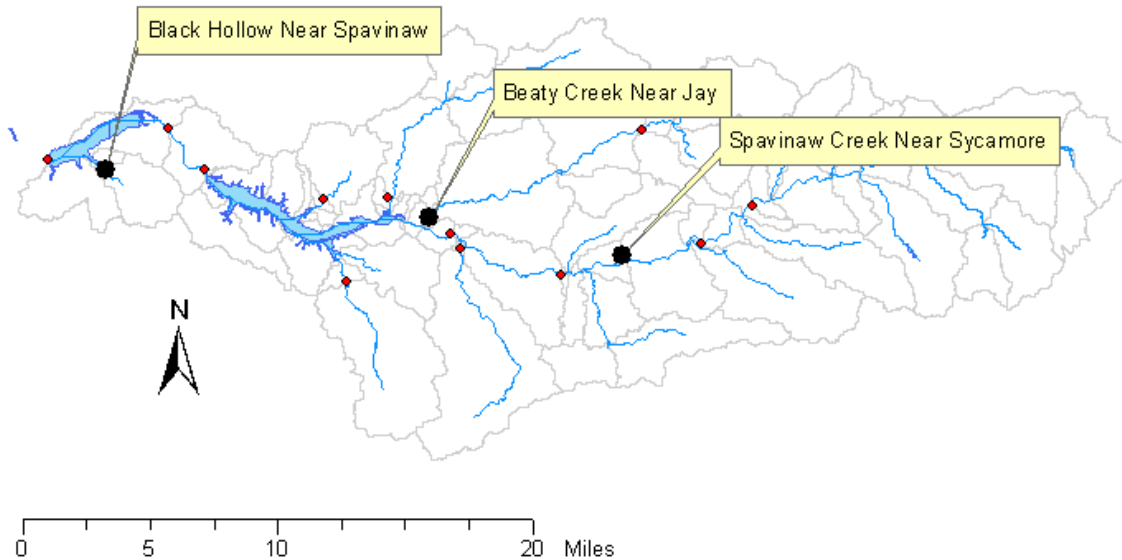 Black Hollow Near Spavinaw
Beaty Creek Near Jay
Spavinaw Creek Near Sycamore
N
0 5 10 20 Miles